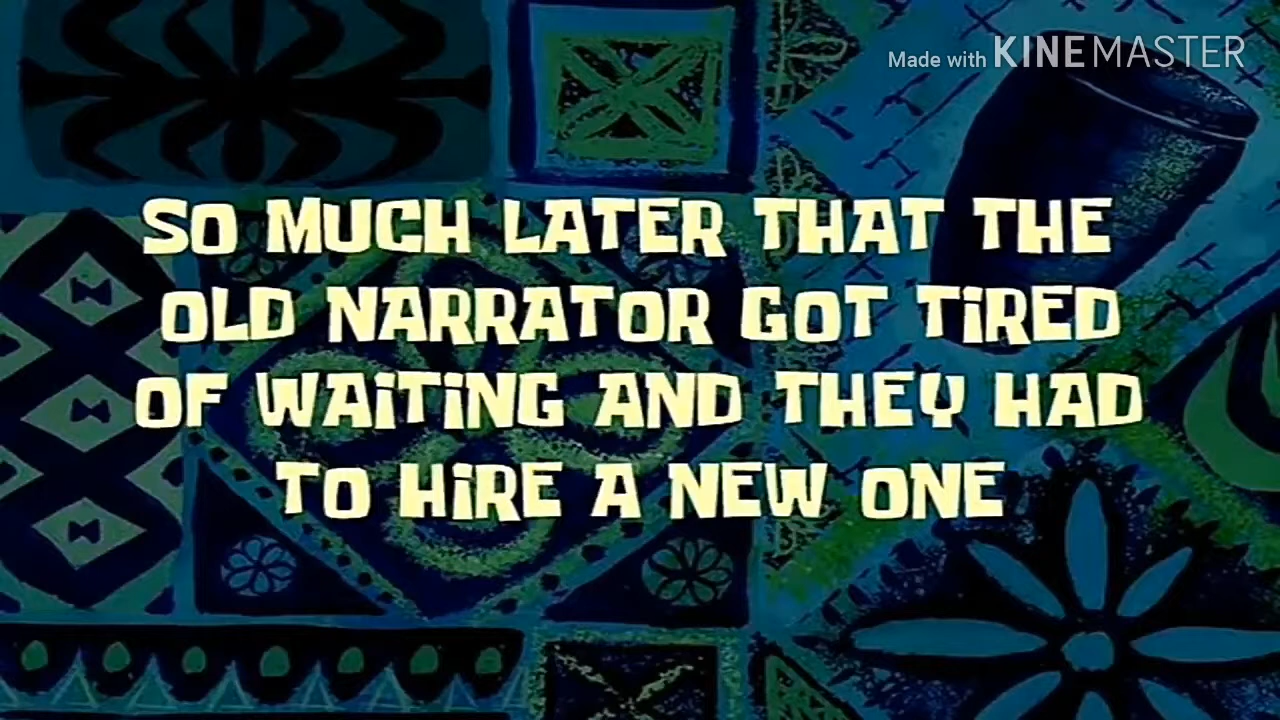 Made with KINEMASTER
SO MUCH LATER THAT THE
OLD NARRATOR GOT TiRED
OF WAiTiNG AND THEY HAD
TO HiRE A NEW ONE